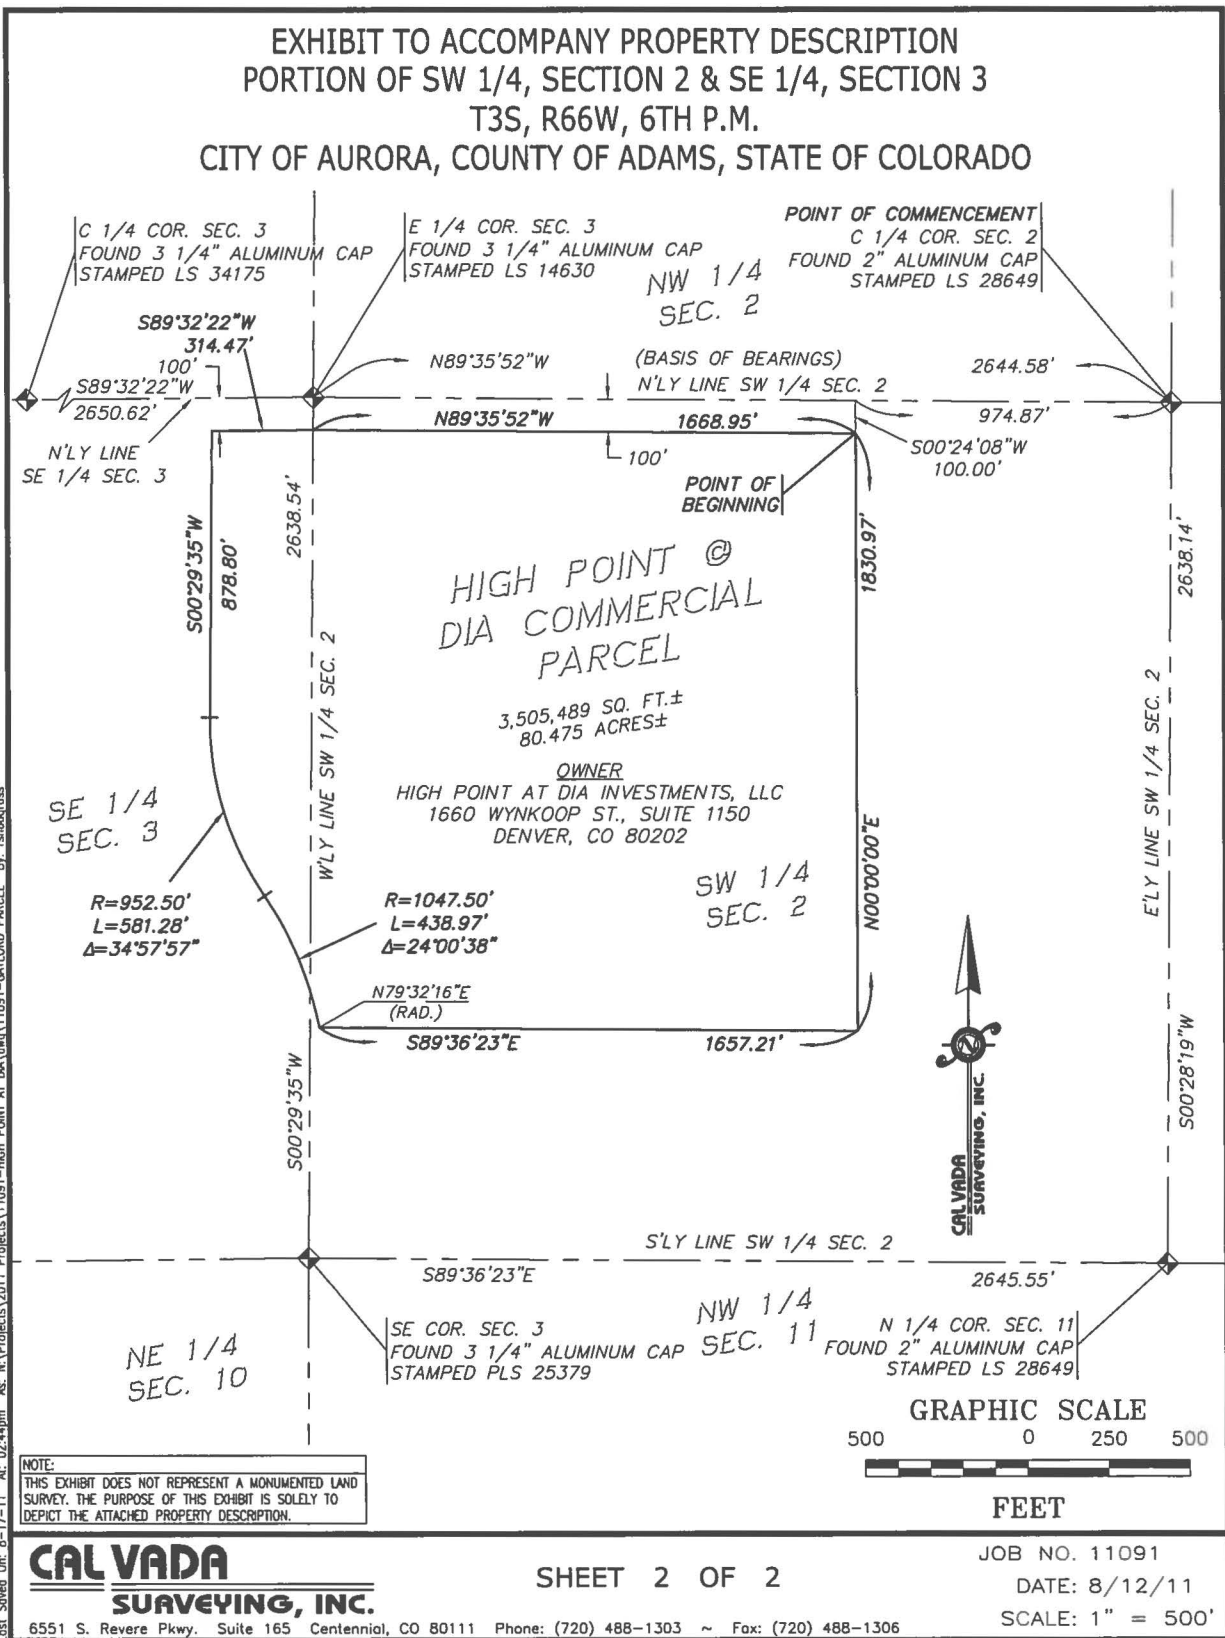 EXHIBIT TO ACCOMPANY PROPERTY DESCRIPTION
PORTION OF SW 1/4, SECTION 2 & SE 1/4, SECTION 3
T3S, R66W, 6TH P.M.
CITY OF AURORA, COUNTY OF ADAMS, STATE OF COLORADO
C 1/4 COR. SEC. 3
FOUND 3 1/4" ALUMINUM CAP
STAMPED LS 34175
E 1/4 COR. SEC. 3
FOUND 3 1/4" ALUMINUM CAP
STAMPED LS 14630
POINT OF COMMENCEMENT
C 1/4 COR. SEC. 2
FOUND 2" ALUMINUM CAP
STAMPED LS 28649
NW 1/4
SEC. 2
S89°32'22"W
314.47'
100'
S89°32'22"W
2650.62'
N'LY LINE
SE 1/4 SEC. 3
N89°35'52"W
(BASIS OF BEARINGS)
N'LY LINE SW 1/4 SEC. 2
2644.58'
974.87'
N89°35'52"W
1668.95'
100'
S00°24'08"W
100.00'
POINT OF
BEGINNING
S00°29'35"W
878.80'
2638.54'
W'LY LINE SW 1/4 SEC. 2
1830.97'
N00°00'00"E
2638.14'
E'LY LINE SW 1/4 SEC. 2
S00°28'19"W
HIGH POINT @
DIA COMMERCIAL
PARCEL
3,505,489 SQ. FT.±
80.475 ACRES±
OWNER
HIGH POINT AT DIA INVESTMENTS, LLC
1660 WYNKOOP ST., SUITE 1150
DENVER, CO 80202
SE 1/4
SEC. 3
SW 1/4
SEC. 2
R=952.50'
L=581.28'
Δ=34°57'57"
R=1047.50'
L=438.97'
Δ=24°00'38"
N79°32'16"E
(RAD.)
S89°36'23"E
1657.21'
S00°29'35"W
CALVADA
SURVEYING, INC.
S'LY LINE SW 1/4 SEC. 2
S89°36'23"E
2645.55'
SE COR. SEC. 3
FOUND 3 1/4" ALUMINUM CAP
STAMPED PLS 25379
NW 1/4
SEC. 11
N 1/4 COR. SEC. 11
FOUND 2" ALUMINUM CAP
STAMPED LS 28649
NE 1/4
SEC. 10
GRAPHIC SCALE
500 0 250 500
FEET
NOTE:
THIS EXHIBIT DOES NOT REPRESENT A MONUMENTED LAND
SURVEY. THE PURPOSE OF THIS EXHIBIT IS SOLELY TO
DEPICT THE ATTACHED PROPERTY DESCRIPTION.
CALVADA
SURVEYING, INC.
6551 S. Revere Pkwy. Suite 165 Centennial, CO 80111 Phone: (720) 488-1303 ~ Fax: (720) 488-1306
SHEET 2 OF 2
JOB NO. 11091
DATE: 8/12/11
SCALE: 1" = 500'